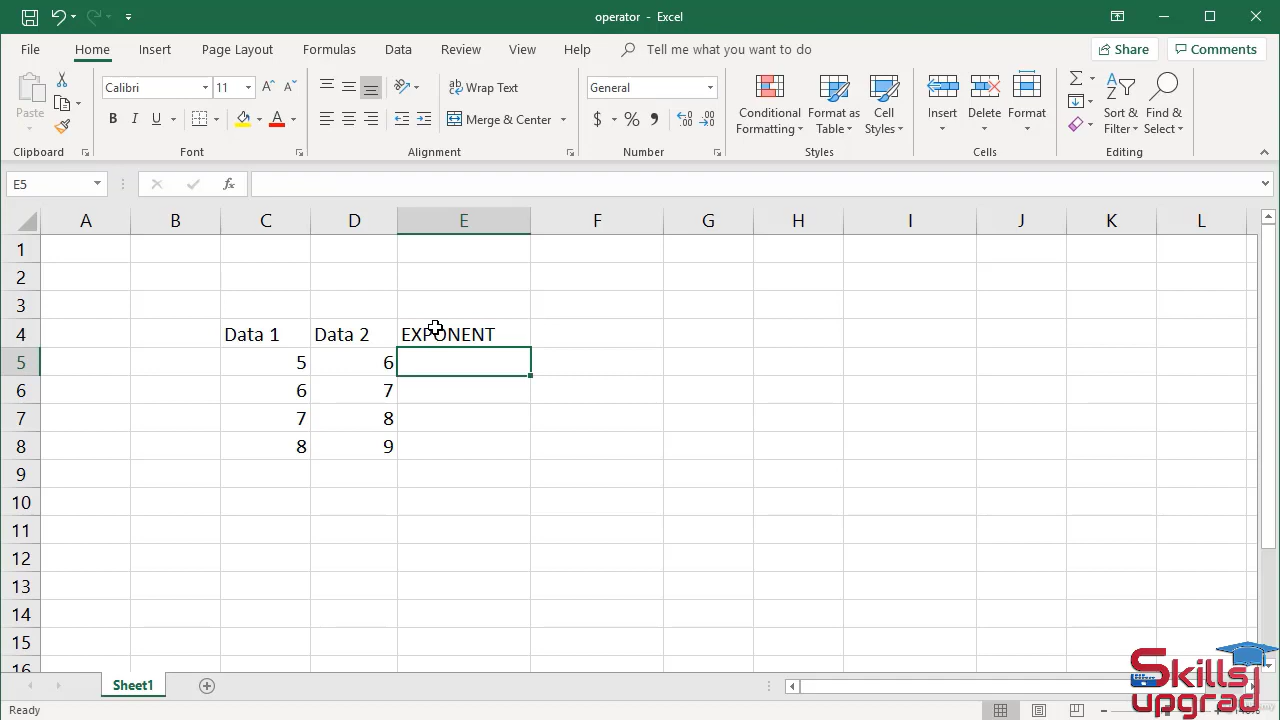 operator - Excel
File Home Insert Page Layout Formulas Data Review View Help Tell me what you want to do Share Comments
Paste
Clipboard
Calibri 11 A A
B I U A
Font
Wrap Text
Merge & Center
Alignment
General
$ % ,
Number
Conditional Formatting
Format as Table
Cell Styles
Styles
Insert Delete Format
Cells
Sort & Filter
Find & Select
Editing
E5 fx
A B C D E F G H I J K L
1
2
3
4 Data 1 Data 2 EXPONENT
5 5 6
6 6 7
7 7 8
8 8 9
9
10
11
12
13
14
15
16
Sheet1
Ready
Skills
upgrad